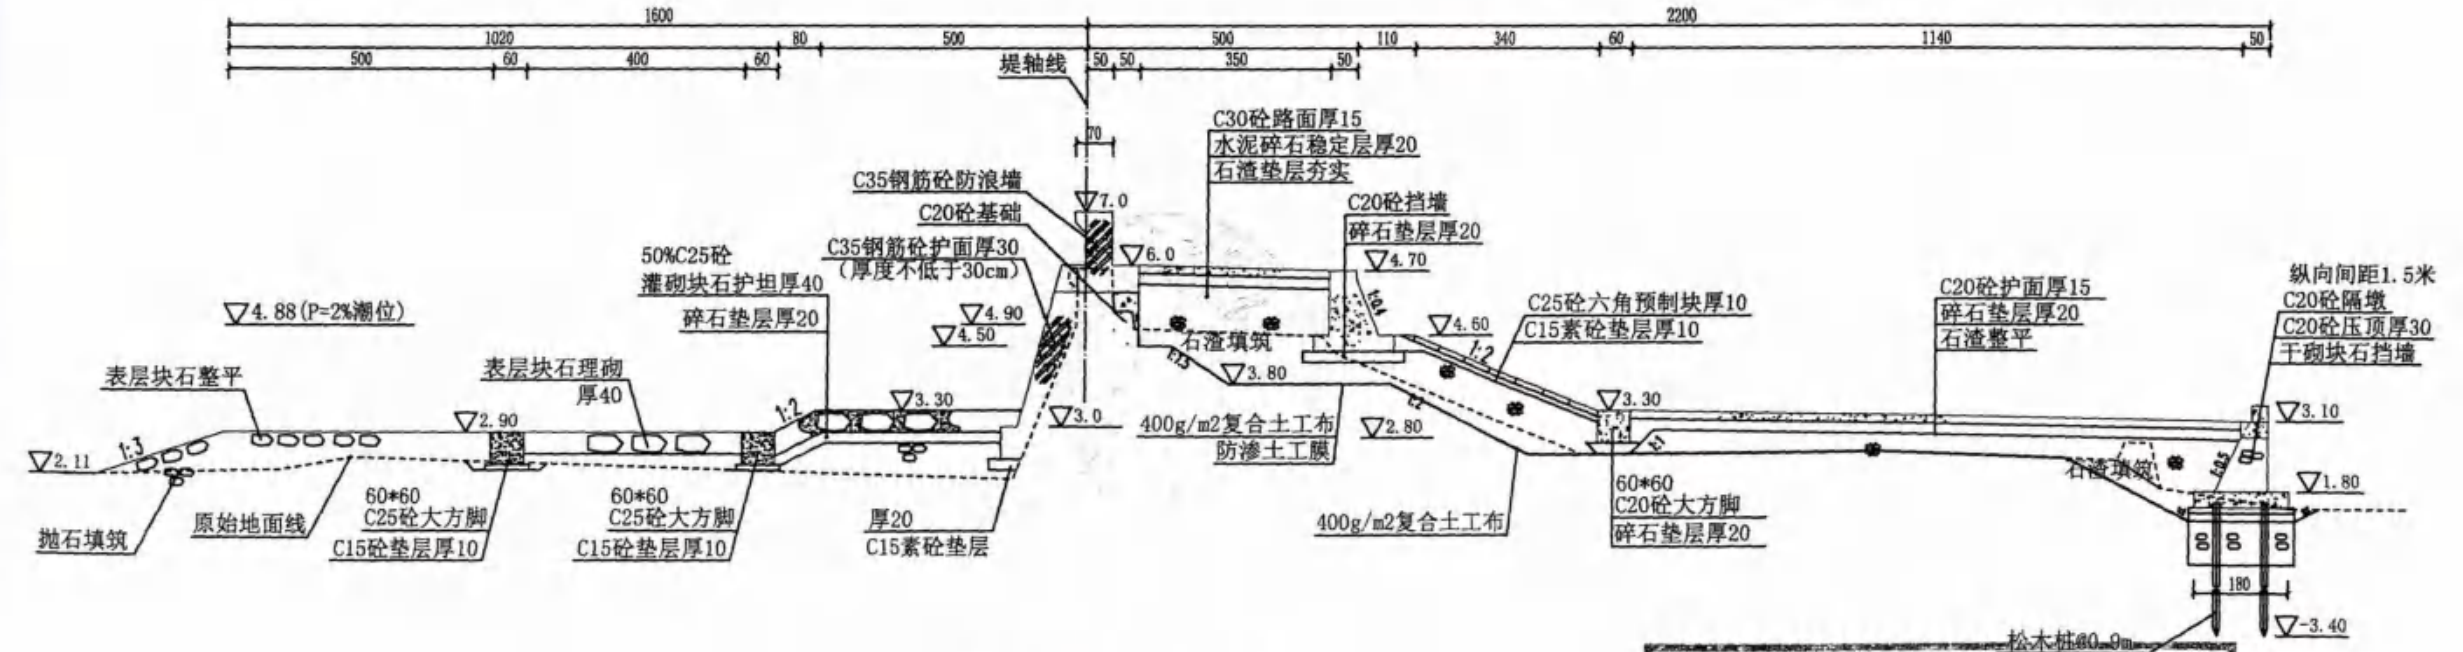 1600
2200
1020
80
500
500
110
340
60
1140
50
500
60
400
60
堤轴线
50
50
350
50
70
C30砼路面厚15
水泥碎石稳定层厚20
石渣垫层夯实
C35钢筋砼防浪墙
7.0
C20砼基础
C20砼挡墙
碎石垫层厚20
50%C25砼
灌砌块石护坦厚40
碎石垫层厚20
C35钢筋砼护面厚30
(厚度不低于30cm)
6.0
4.70
纵向间距1.5米
C20砼隔墩
C20砼压顶厚30
干砌块石挡墙
C20砼护面厚15
碎石垫层厚20
石渣整平
C25砼六角预制块厚10
C15素砼垫层厚10
4.88(P=2%潮位)
4.90
4.50
1:0.4
4.60
石渣填筑
1:2
1:1.5
3.80
表层块石整平
表层块石理砌
厚40
2.90
1:2
3.30
3.0
400g/m2复合土工布
防渗土工膜
1:2
2.80
3.30
3.10
1:3
2.11
1:1
石渣填筑
1:0.5
1.80
抛石填筑
原始地面线
60*60
C25砼大方脚
C15砼垫层厚10
60*60
C25砼大方脚
C15砼垫层厚10
厚20
C15素砼垫层
400g/m2复合土工布
60*60
C20砼大方脚
碎石垫层厚20
180
-3.40
松木桩@0.9m